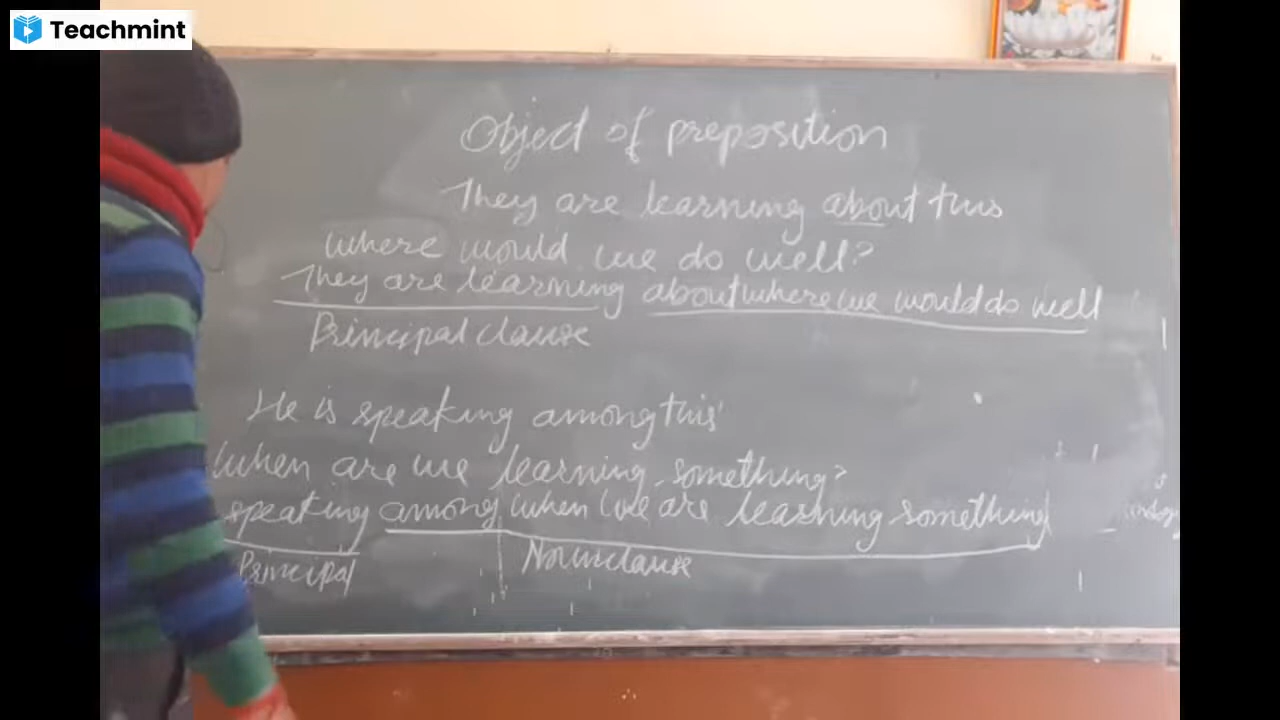 Teachmint
Object of preposition
They are learning about this
where would we do well?
They are learning about where we would do well
Principal clause
He is speaking among this
When are we learning something?
speaking among when we are learning something
Principal
Noun clause